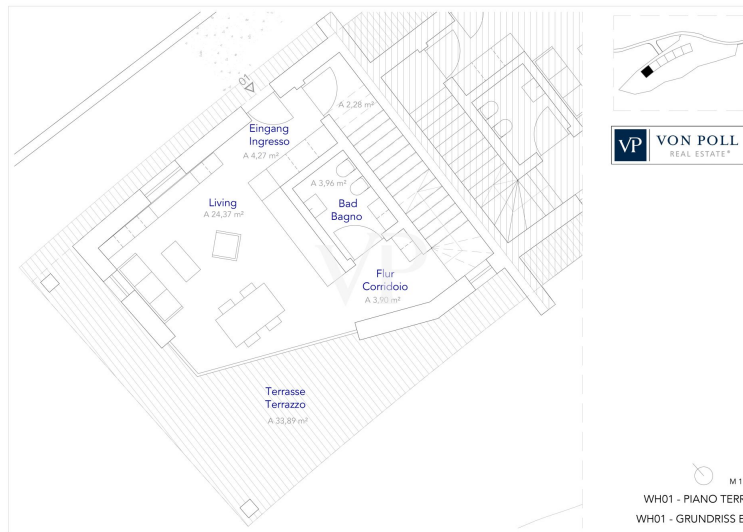 A 2,28 m²
Eingang
Ingresso
A 4,27 m²
A 3,96 m²
Living
A 24,37 m²
Bad
Bagno
Flur
Corridoio
A 3,90 m²
Terrasse
Terrazzo
A 33,89 m²
VP
VP
VON POLL
REAL ESTATE®
M 1
WH01 - PIANO TERR
WH01 - GRUNDRISS E